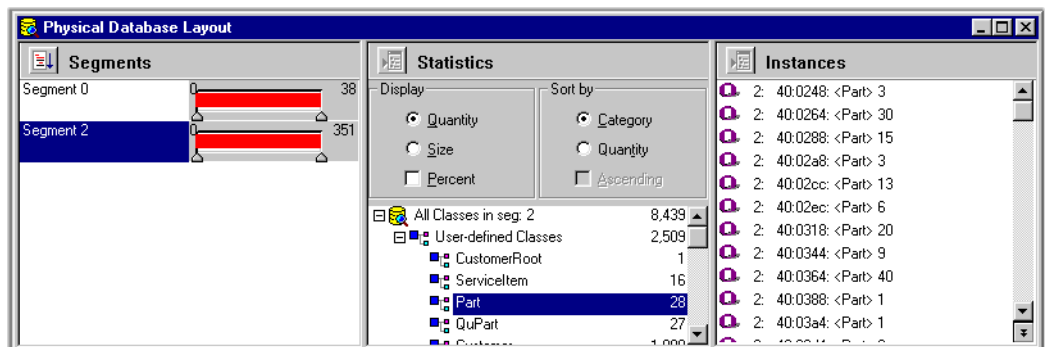 Physical Database Layout
Segments
Segment 0 0 38
Segment 2 0 351
Statistics
Display
Quantity
Size
Percent
Sort by
Category
Quantity
Ascending
All Classes in seg: 2 8,439
User-defined Classes 2,509
CustomerRoot 1
ServiceItem 16
Part 28
QuPart 27
Instances
2: 40:0248: <Part> 3
2: 40:0264: <Part> 30
2: 40:0288: <Part> 15
2: 40:02a8: <Part> 3
2: 40:02cc: <Part> 13
2: 40:02ec: <Part> 6
2: 40:0318: <Part> 20
2: 40:0344: <Part> 9
2: 40:0364: <Part> 40
2: 40:0388: <Part> 1
2: 40:03a4: <Part> 1